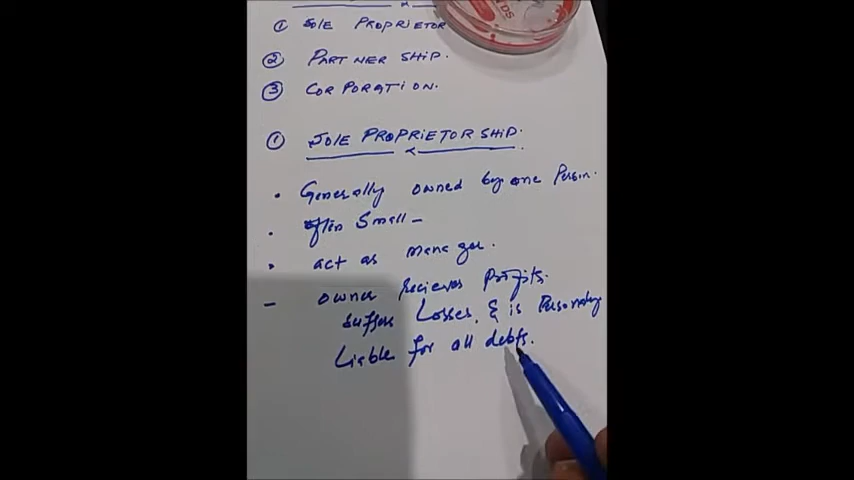 ① SOLE PROPRIETOR
② PARTNER SHIP.
③ CORPORATION.
① SOLE PROPRIETORSHIP.
• Generally owned by one Person.
• often Small –
• act as manager.
– owner recieves Profits.
suffers Losses, & is Personaly
Liable for all debts.